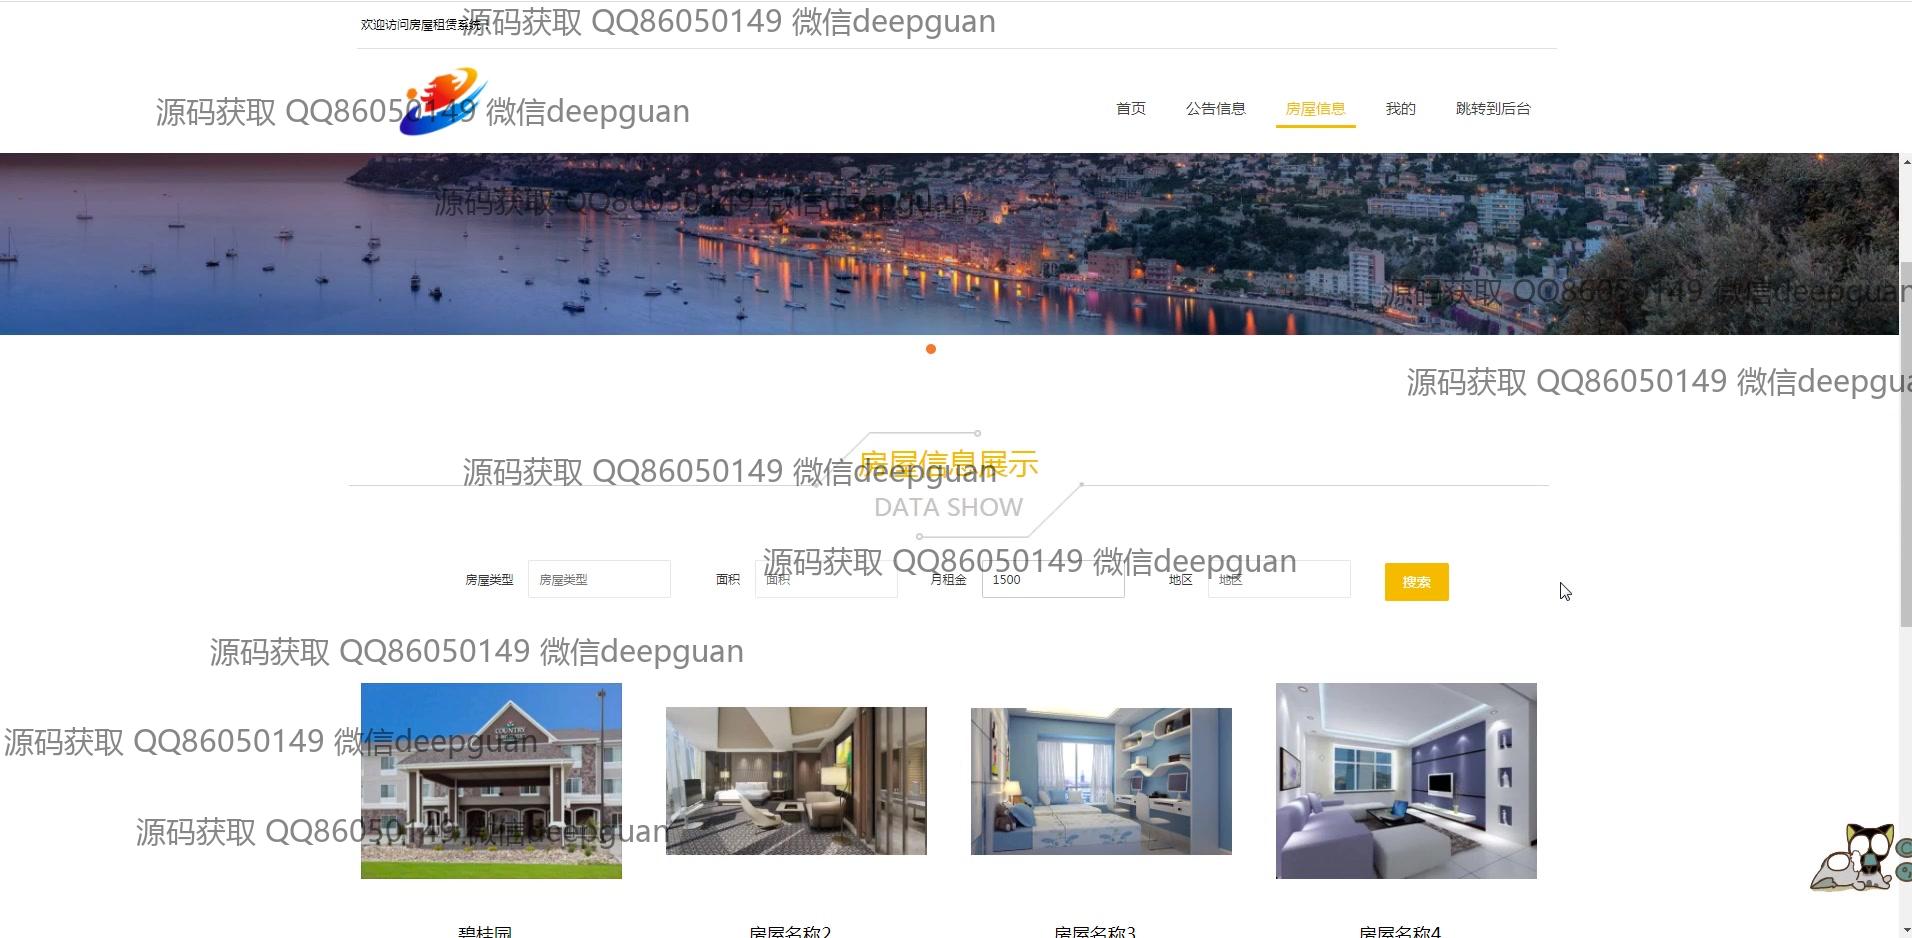 欢迎访问房屋租赁系统
源码获取 QQ86050149 微信deepguan
源码获取 QQ86050149 微信deepguan
首页 公告信息 房屋信息 我的 跳转到后台
源码获取 QQ86050149 微信deepguan
源码获取 QQ86050149 微信deepguan
源码获取 QQ86050149 微信deepgua
房屋信息展示
源码获取 QQ86050149 微信deepguan
DATA SHOW
源码获取 QQ86050149 微信deepguan
房屋类型 房屋类型 面积 面积 月租金 1500 地区 地区 搜索
源码获取 QQ86050149 微信deepguan
COUNTRY
源码获取 QQ86050149 微信deepguan
源码获取 QQ86050149 微信deepguan
碧桂园 房屋名称2 房屋名称3 房屋名称4